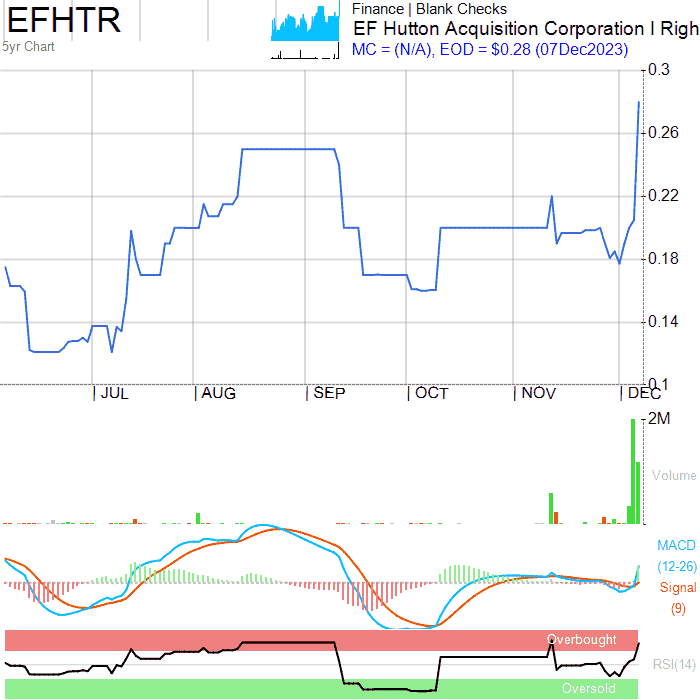 EFHTR
5yr Chart
Finance | Blank Checks
EF Hutton Acquisition Corporation I Righ
MC = (N/A), EOD = $0.28 (07Dec2023)
0.3
0.26
0.22
0.18
0.14
0.1
JUL AUG SEP OCT NOV DEC
2M
Volume
MACD
(12-26)
Signal
(9)
Overbought
RSI(14)
Oversold